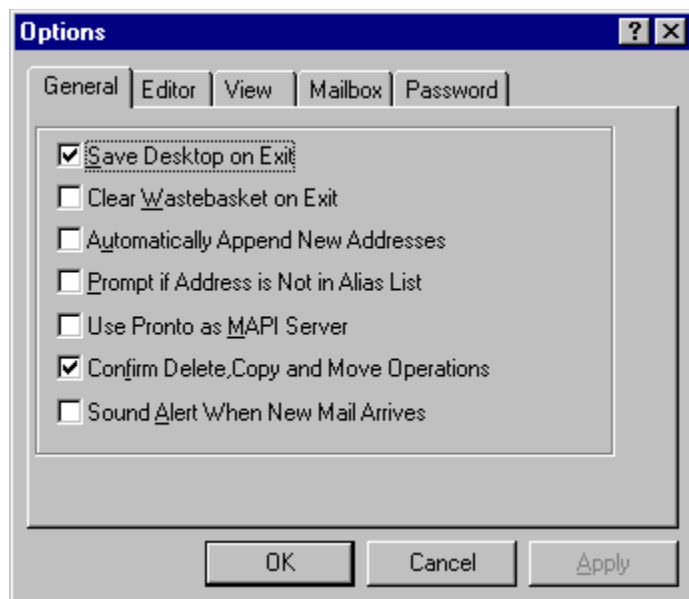 Options
General Editor View Mailbox Password
Save Desktop on Exit
Clear Wastebasket on Exit
Automatically Append New Addresses
Prompt if Address is Not in Alias List
Use Pronto as MAPI Server
Confirm Delete,Copy and Move Operations
Sound Alert When New Mail Arrives
OK Cancel Apply